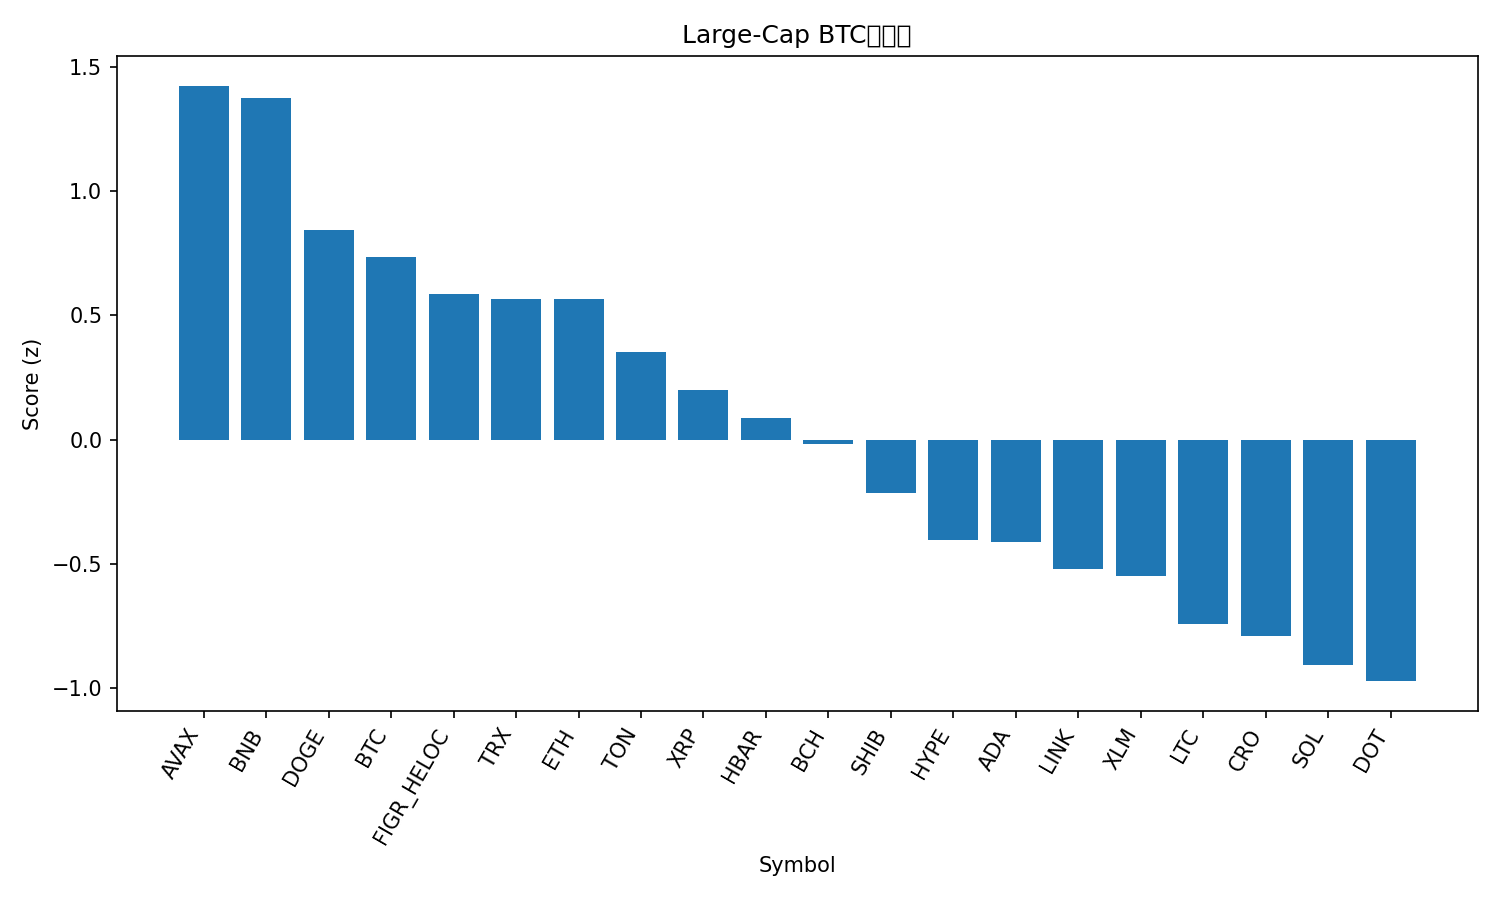 Large-Cap BTC
1.5
1.0
0.5
0.0
−0.5
−1.0
Score (z)
AVAX
BNB
DOGE
BTC
FIGR_HELOC
TRX
ETH
TON
XRP
HBAR
BCH
SHIB
HYPE
ADA
LINK
XLM
LTC
CRO
SOL
DOT
Symbol